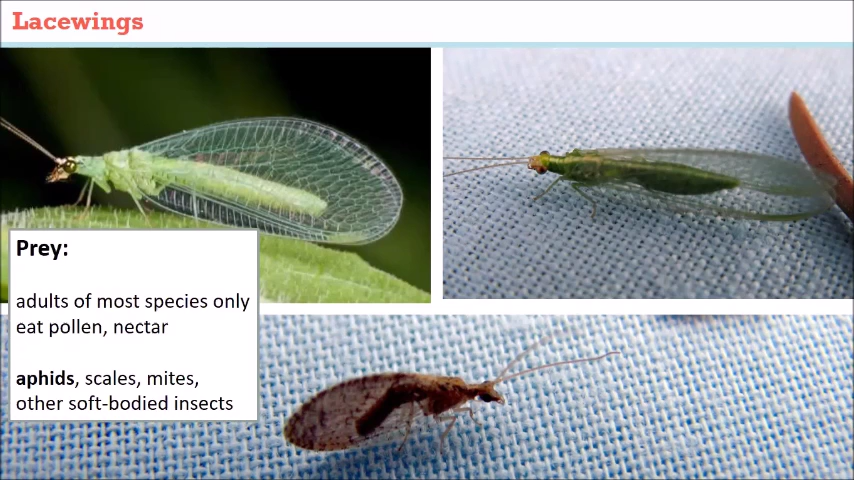 Lacewings
Prey:
adults of most species only
eat pollen, nectar
aphids, scales, mites,
other soft-bodied insects